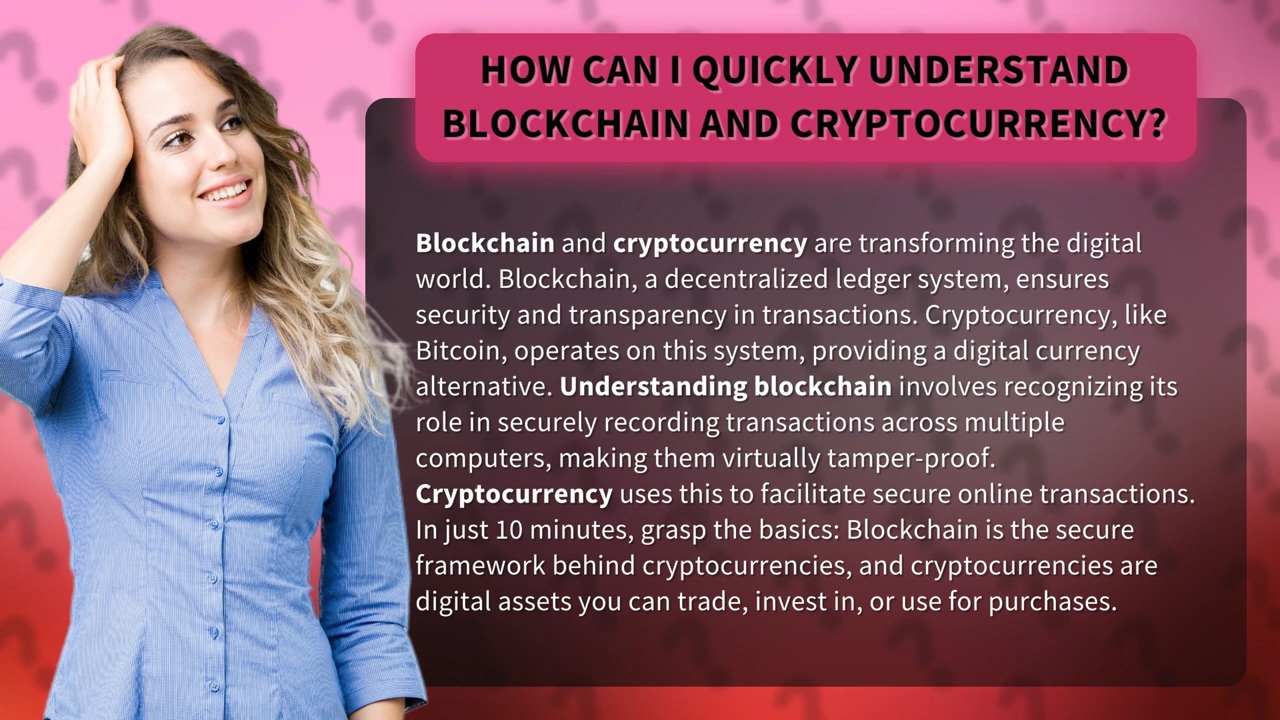 HOW CAN I QUICKLY UNDERSTAND
BLOCKCHAIN AND CRYPTOCURRENCY?
Blockchain and cryptocurrency are transforming the digital
world. Blockchain, a decentralized ledger system, ensures
security and transparency in transactions. Cryptocurrency, like
Bitcoin, operates on this system, providing a digital currency
alternative. Understanding blockchain involves recognizing its
role in securely recording transactions across multiple
computers, making them virtually tamper-proof.
Cryptocurrency uses this to facilitate secure online transactions.
In just 10 minutes, grasp the basics: Blockchain is the secure
framework behind cryptocurrencies, and cryptocurrencies are
digital assets you can trade, invest in, or use for purchases.